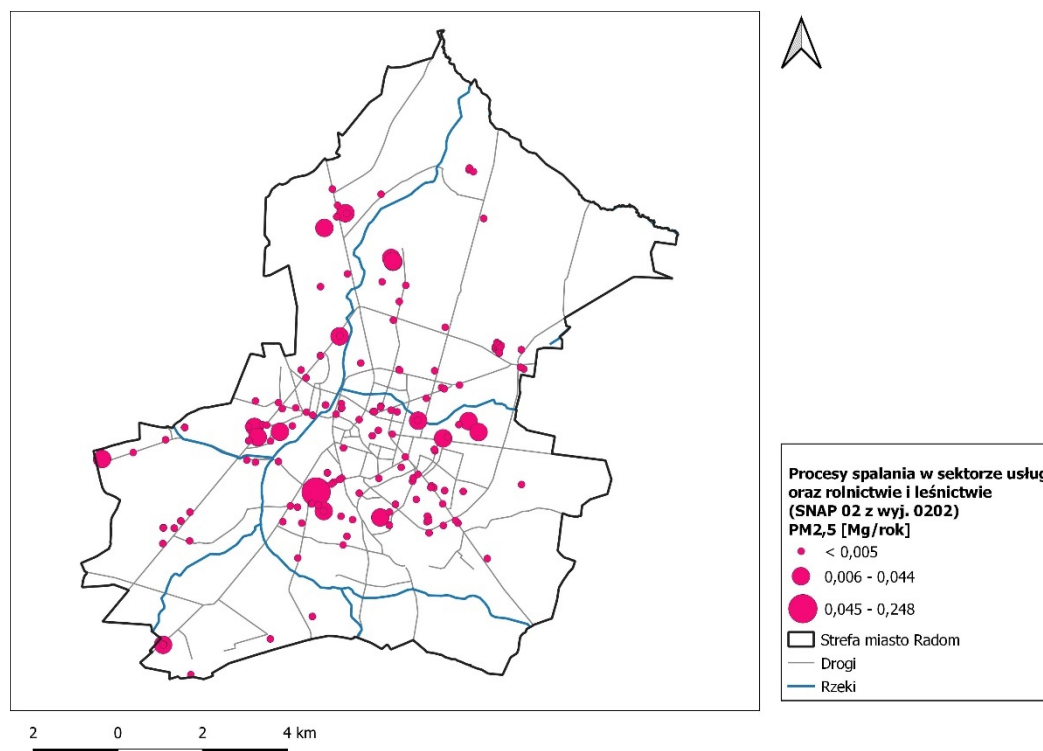 Procesy spalania w sektorze usług
oraz rolnictwie i leśnictwie
(SNAP 02 z wyj. 0202)
PM2,5 [Mg/rok]
< 0,005
0,006 - 0,044
0,045 - 0,248
Strefa miasto Radom
Drogi
Rzeki
2 0 2 4 km